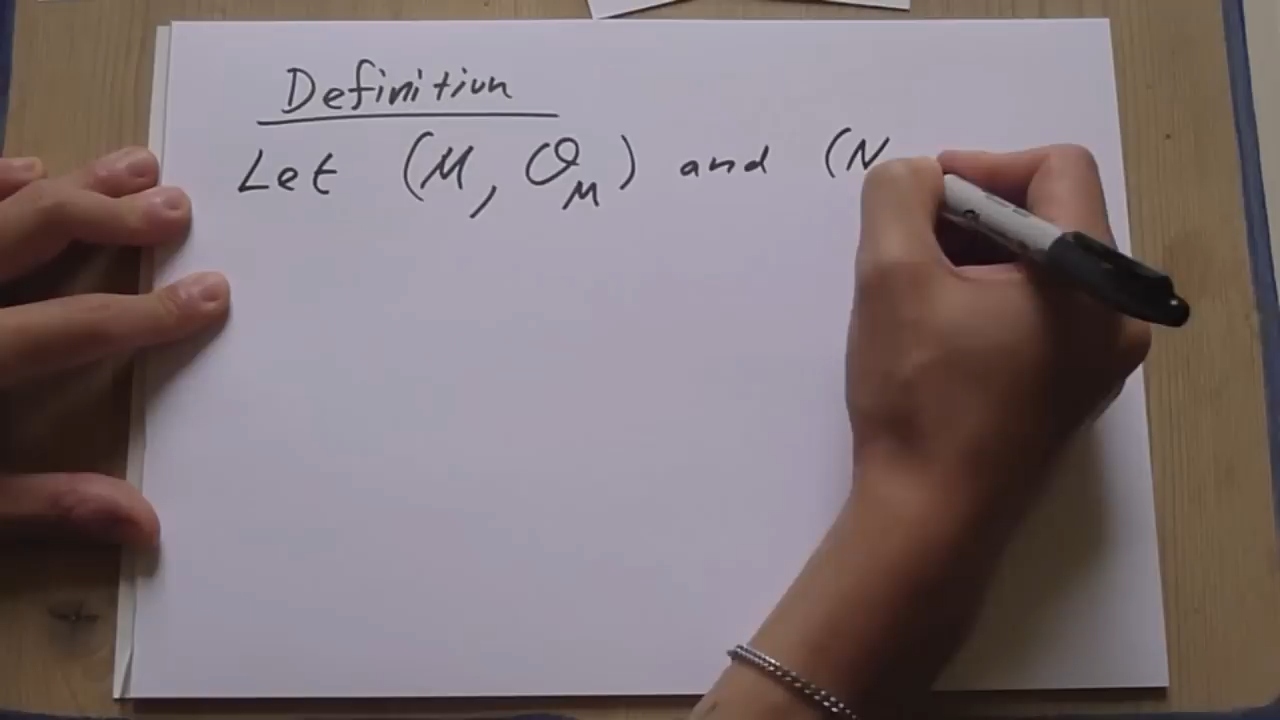 Definition
Let (M, O_M) and (N